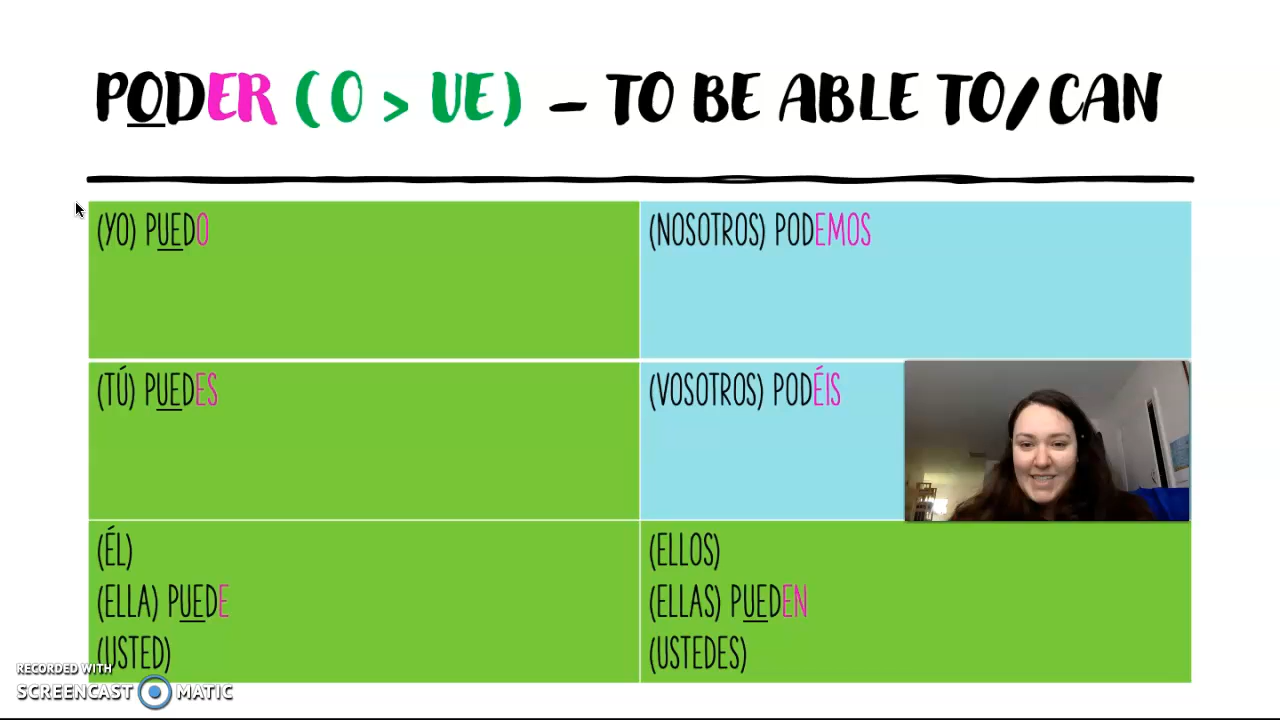 PODER (O > UE) – TO BE ABLE TO/CAN
(YO) PUEDO
(NOSOTROS) PODEMOS
(TÚ) PUEDES
(VOSOTROS) PODÉIS
(ÉL)
(ELLA) PUEDE
(USTED)
(ELLOS)
(ELLAS) PUEDEN
(USTEDES)
RECORDED WITH
SCREENCAST MATIC